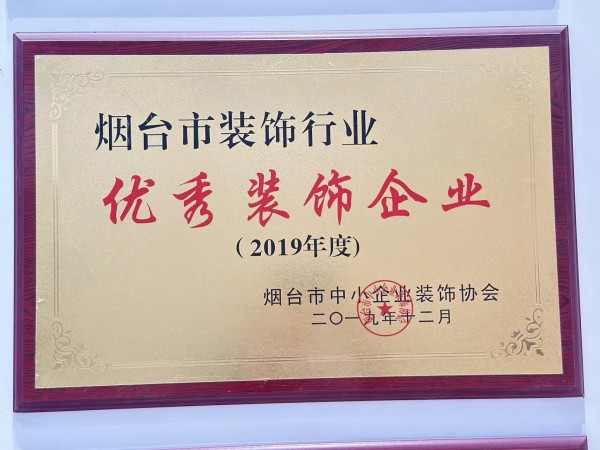 烟台市装饰行业
优秀装饰企业
(2019年度)
烟台市中小企业装饰协会
二〇一九年十二月